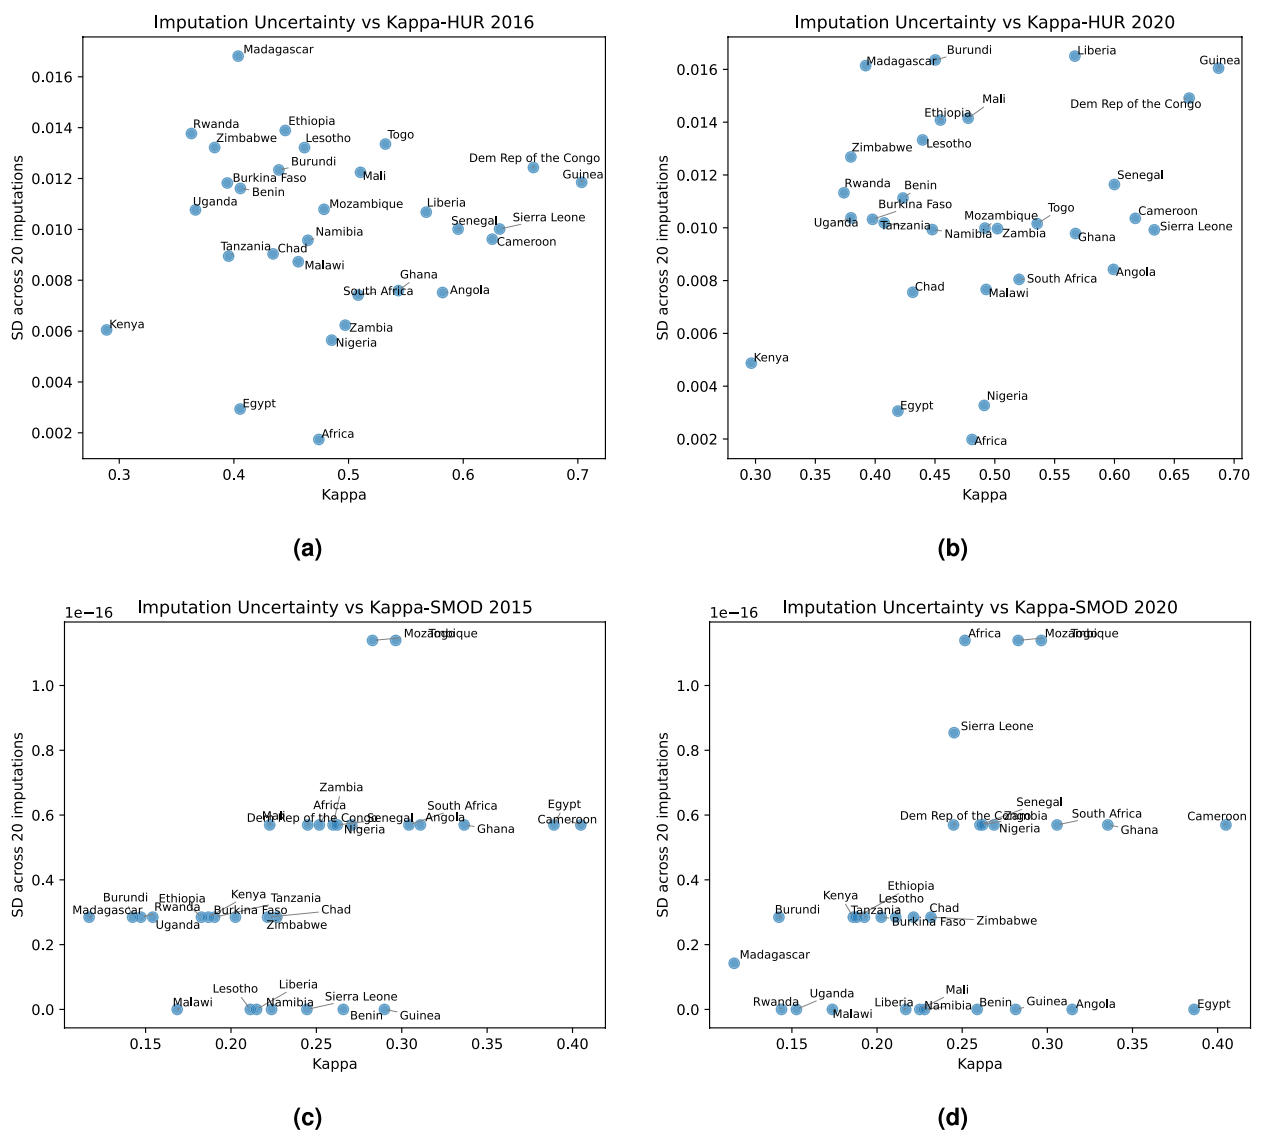 Imputation Uncertainty vs Kappa-HUR 2016
SD across 20 imputations
0.016
0.014
0.012
0.010
0.008
0.006
0.004
0.002
Madagascar
Rwanda
Ethiopia
Zimbabwe
Lesotho
Togo
Burundi
Dem Rep of the Congo
Burkina Faso
Mali
Guinea
Benin
Uganda
Mozambique
Liberia
Senegal
Sierra Leone
Namibia
Cameroon
Tanzania
Chad
Malawi
Ghana
South Africa
Angola
Kenya
Zambia
Nigeria
Egypt
Africa
0.3
0.4
0.5
0.6
0.7
Kappa
(a)
Imputation Uncertainty vs Kappa-HUR 2020
SD across 20 imputations
0.016
0.014
0.012
0.010
0.008
0.006
0.004
0.002
Burundi
Liberia
Madagascar
Guinea
Mali
Dem Rep of the Congo
Ethiopia
Lesotho
Zimbabwe
Senegal
Rwanda
Benin
Burkina Faso
Togo
Cameroon
Uganda
Tanzania
Mozambique
Namibia
Zambia
Ghana
Sierra Leone
Angola
South Africa
Chad
Malawi
Kenya
Nigeria
Egypt
Africa
0.30
0.35
0.40
0.45
0.50
0.55
0.60
0.65
0.70
Kappa
(b)
1e−16
Imputation Uncertainty vs Kappa-SMOD 2015
SD across 20 imputations
1.0
0.8
0.6
0.4
0.2
0.0
Mozambique
Togo
Zambia
Mali
Africa
Dem Rep of the Congo
Nigeria
Senegal
South Africa
Angola
Ghana
Egypt
Cameroon
Burundi
Ethiopia
Kenya
Tanzania
Madagascar
Rwanda
Burkina Faso
Chad
Uganda
Zimbabwe
Malawi
Lesotho
Liberia
Namibia
Sierra Leone
Benin
Guinea
0.15
0.20
0.25
0.30
0.35
0.40
Kappa
(c)
1e−16
Imputation Uncertainty vs Kappa-SMOD 2020
SD across 20 imputations
1.0
0.8
0.6
0.4
0.2
0.0
Africa
Mozambique
Togo
Sierra Leone
Senegal
Dem Rep of the Congo
Zambia
Nigeria
South Africa
Ghana
Cameroon
Ethiopia
Kenya
Lesotho
Burundi
Tanzania
Burkina Faso
Chad
Zimbabwe
Madagascar
Uganda
Mali
Rwanda
Malawi
Liberia
Namibia
Benin
Guinea
Angola
Egypt
0.15
0.20
0.25
0.30
0.35
0.40
Kappa
(d)